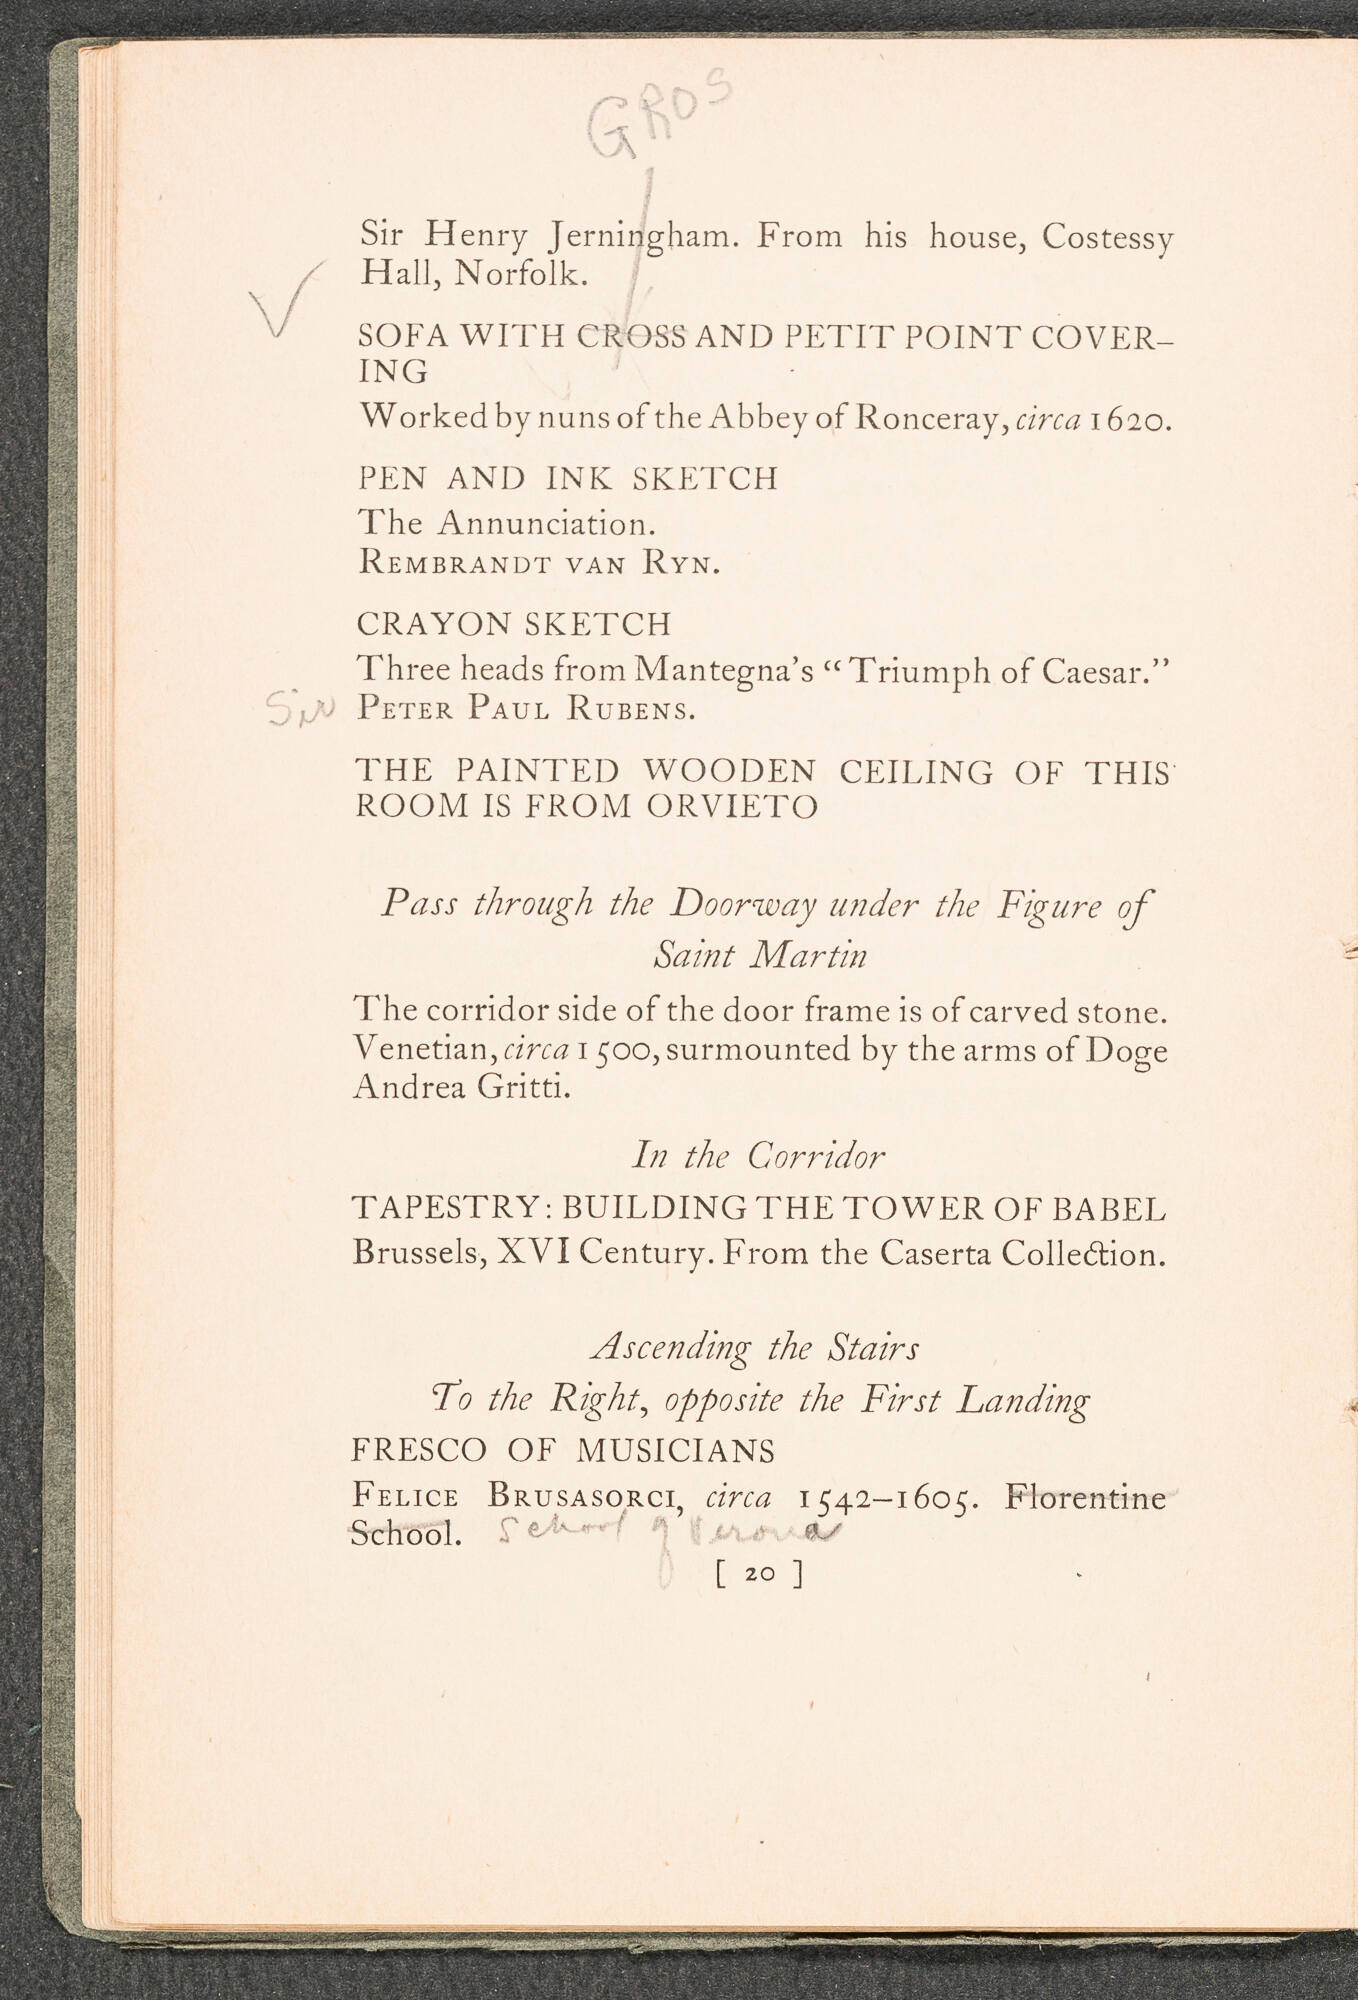 GROS
Sir Henry Jerningham. From his house, Costessy
Hall, Norfolk.
SOFA WITH CROSS AND PETIT POINT COVER-
ING
Worked by nuns of the Abbey of Ronceray, circa 1620.
PEN AND INK SKETCH
The Annunciation.
REMBRANDT VAN RYN.
CRAYON SKETCH
Three heads from Mantegna's “Triumph of Caesar.”
Sir PETER PAUL RUBENS.
THE PAINTED WOODEN CEILING OF THIS
ROOM IS FROM ORVIETO
Pass through the Doorway under the Figure of
Saint Martin
The corridor side of the door frame is of carved stone.
Venetian, circa 1500, surmounted by the arms of Doge
Andrea Gritti.
In the Corridor
TAPESTRY: BUILDING THE TOWER OF BABEL
Brussels, XVI Century. From the Caserta Collection.
Ascending the Stairs
To the Right, opposite the First Landing
FRESCO OF MUSICIANS
FELICE BRUSASORCI, circa 1542–1605. Florentine
School. School of Verona
[ 20 ]